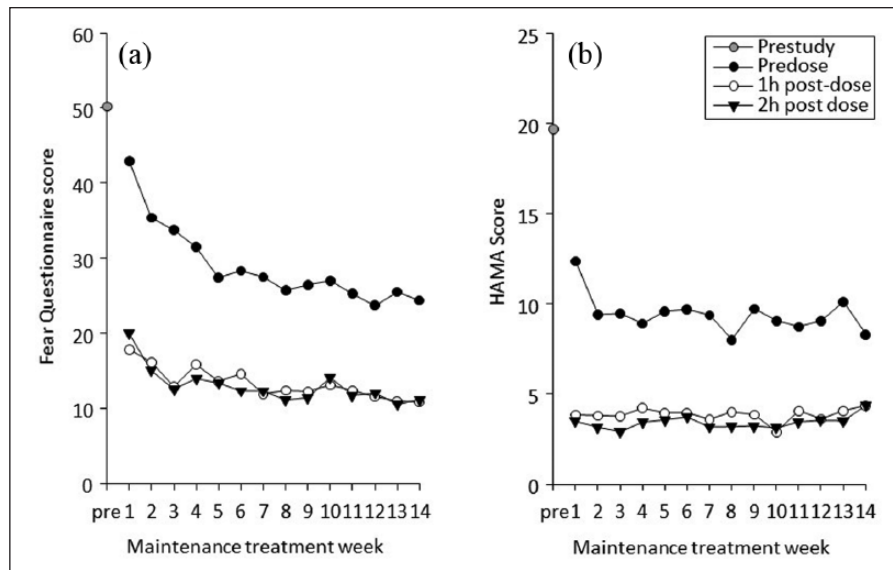 (a)
Fear Questionnaire score
60
50
40
30
20
10
0
pre 1 2 3 4 5 6 7 8 9 10 11 12 13 14
Maintenance treatment week
(b)
Prestudy
Predose
1h post-dose
2h post dose
HAMA Score
25
20
15
10
5
0
pre 1 2 3 4 5 6 7 8 9 10 11 12 13 14
Maintenance treatment week